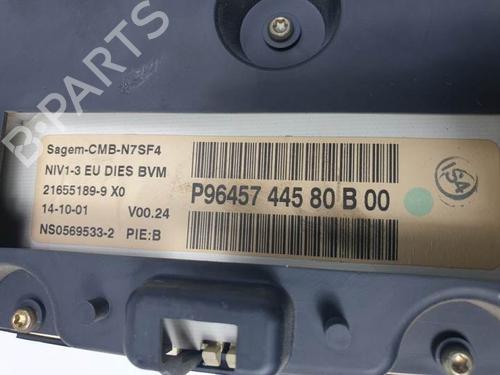 Sagem-CMB-N7SF4
NIV1-3 EU DIES BVM
21655189-9 X0
14-10-01 V00.24
NS0569533-2 PIE:B
P96457 445 80 B 00
ISA
B-PARTS